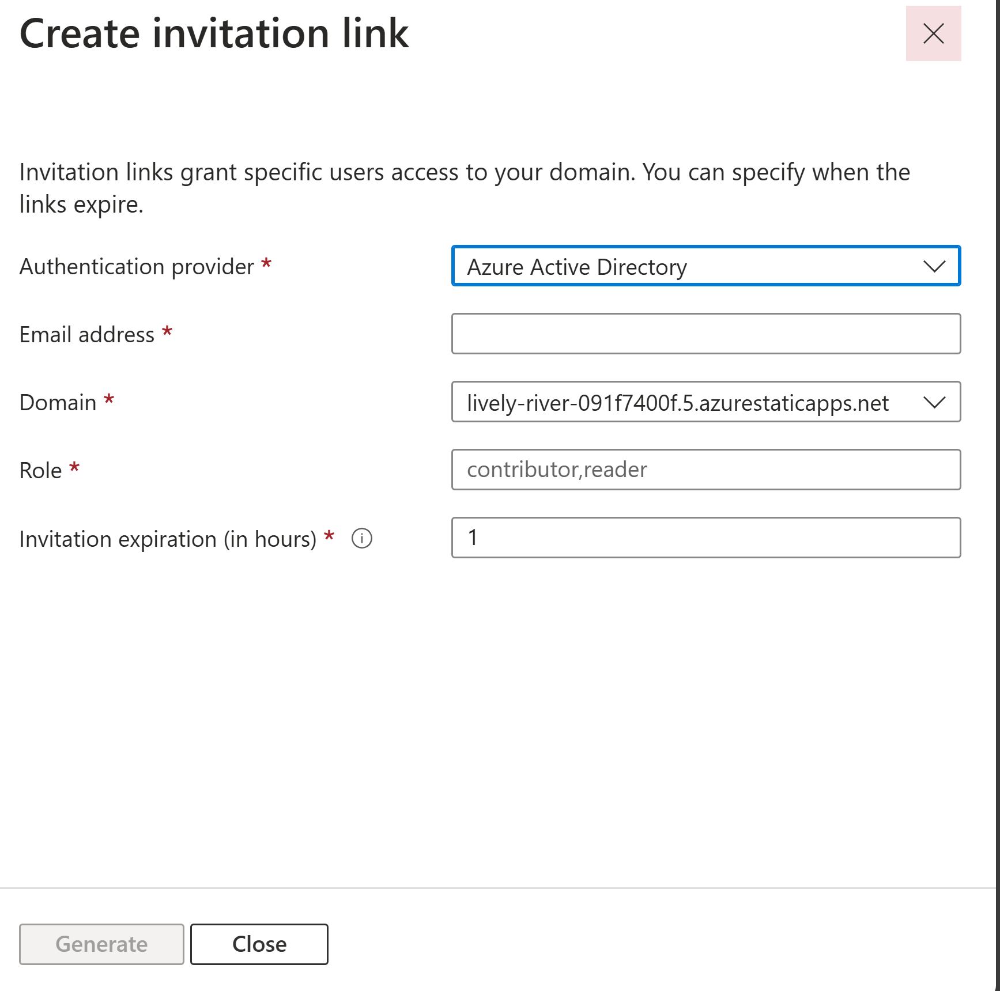 Create invitation link
Invitation links grant specific users access to your domain. You can specify when the
links expire.
Authentication provider *
Azure Active Directory
Email address *
Domain *
lively-river-091f7400f.5.azurestaticapps.net
Role *
contributor,reader
Invitation expiration (in hours) *
1
Generate
Close